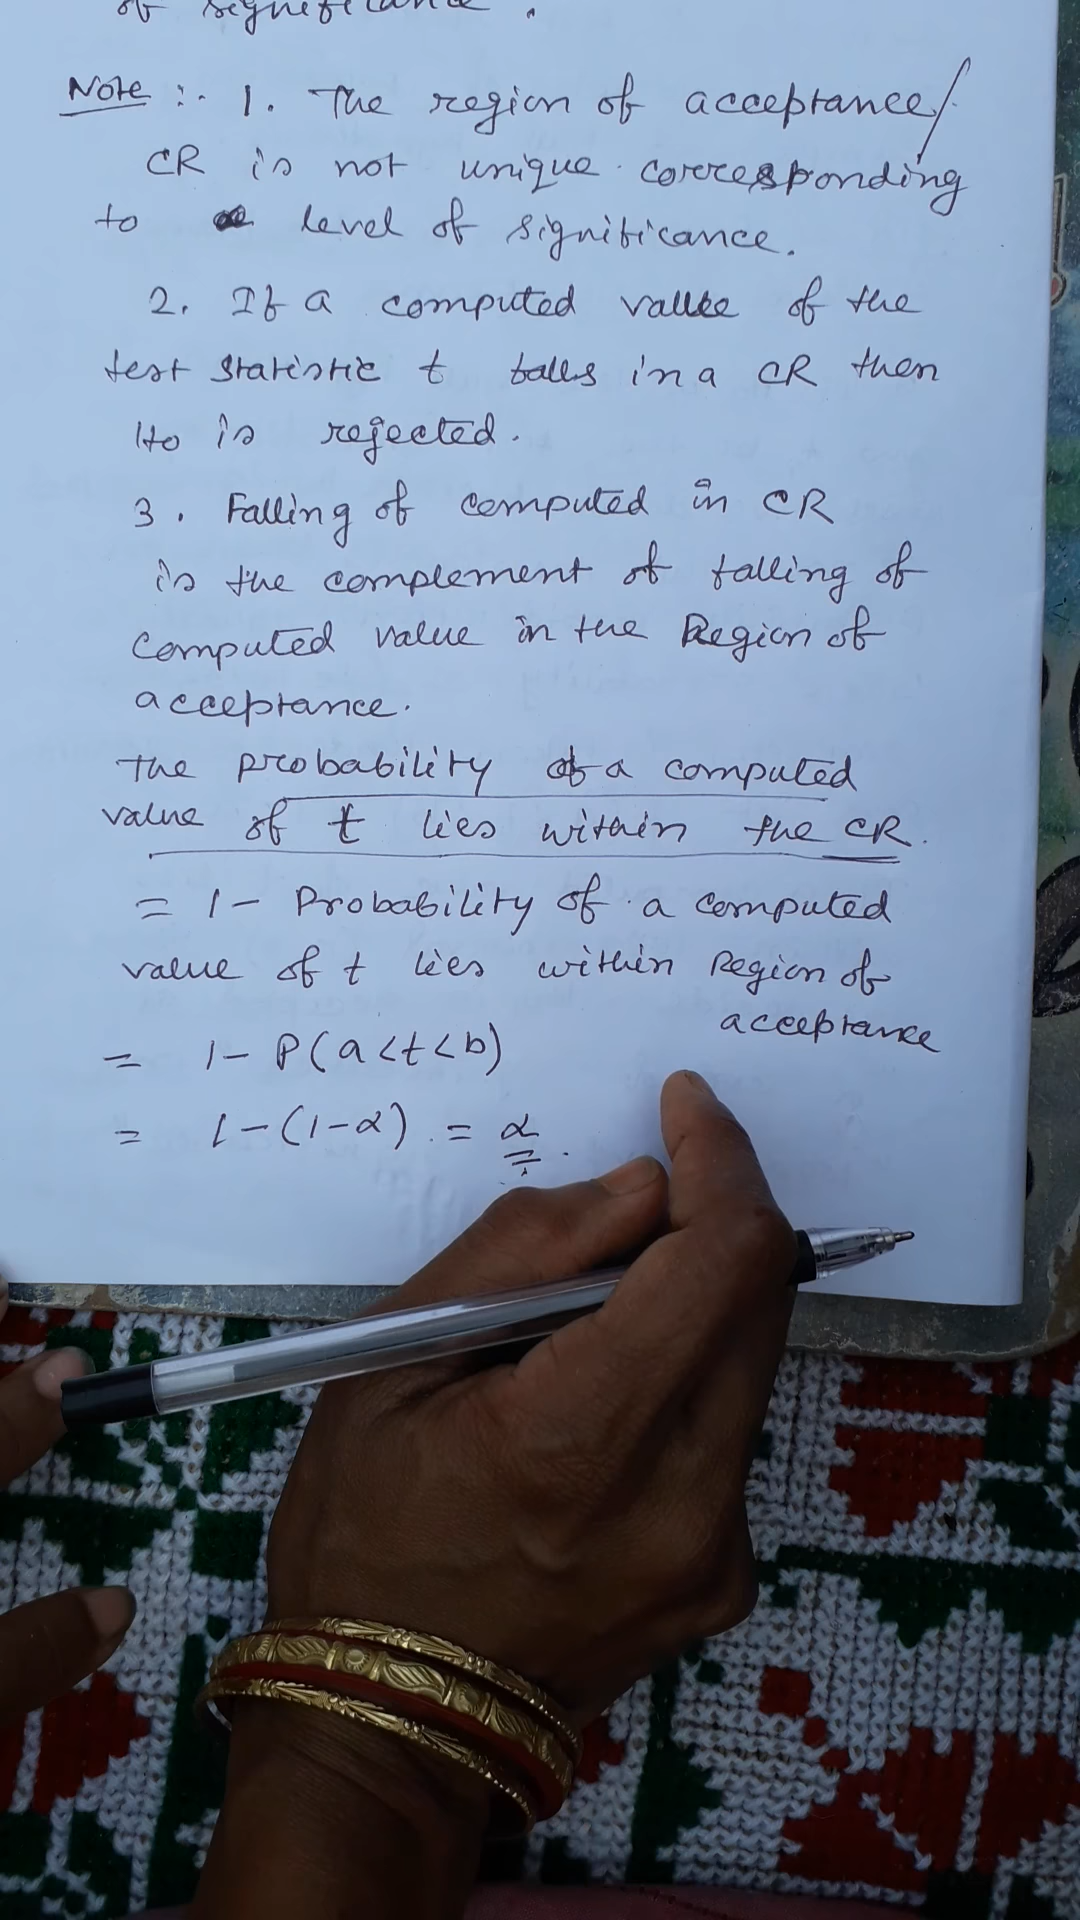 of significance.
Note :- 1. The region of acceptance/
CR is not unique corresponding
to level of significance.
2. If a computed value of the
test statistic t falls in a CR then
H0 is rejected.
3. Falling of computed in CR
is the complement of falling of
computed value in the Region of
acceptance.
The probability of a computed
value of t lies within the CR.
= 1 - Probability of a computed
value of t lies within Region of
acceptance
= 1 - P(a<t<b)
= 1-(1-α) = α.